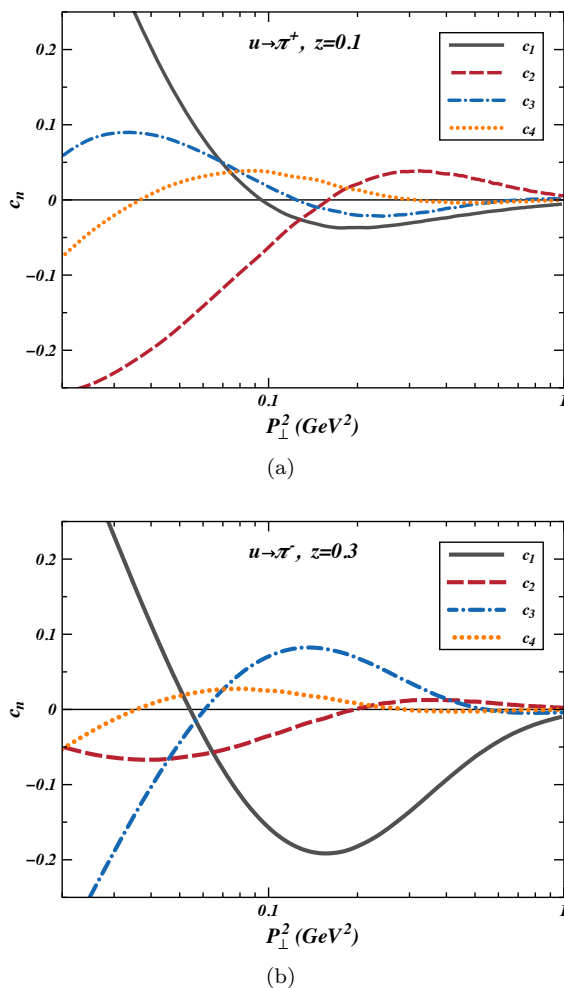 u→π⁺, z=0.1
c₁
c₂
c₃
c₄
0.2
0.1
0
−0.1
−0.2
cₙ
0.1
1
P⊥² (GeV²)
(a)
u→π⁻, z=0.3
c₁
c₂
c₃
c₄
0.2
0.1
0
−0.1
−0.2
cₙ
0.1
1
P⊥² (GeV²)
(b)